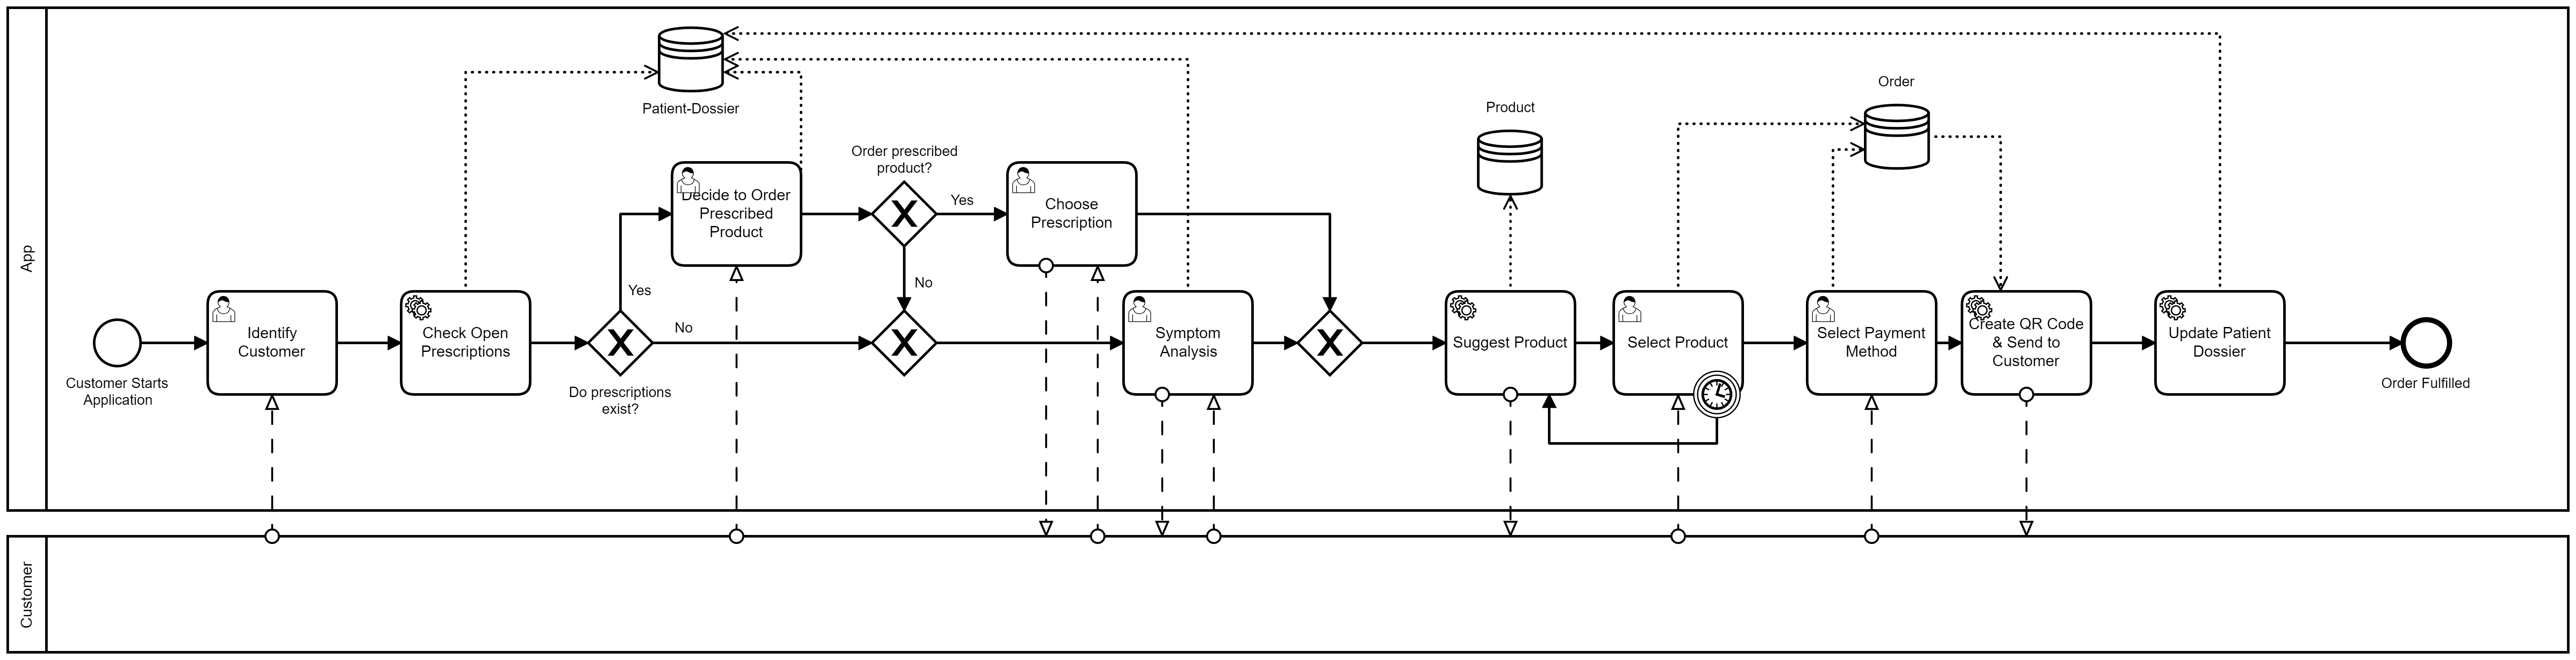 App
Patient-Dossier
Product
Order
Order prescribed
product?
Decide to Order
Prescribed
Product
Yes
Choose
Prescription
Yes
No
No
Customer Starts
Application
Identify
Customer
Check Open
Prescriptions
Do prescriptions
exist?
Symptom
Analysis
Suggest Product
Select Product
Select Payment
Method
Create QR Code
& Send to
Customer
Update Patient
Dossier
Order Fulfilled
Customer